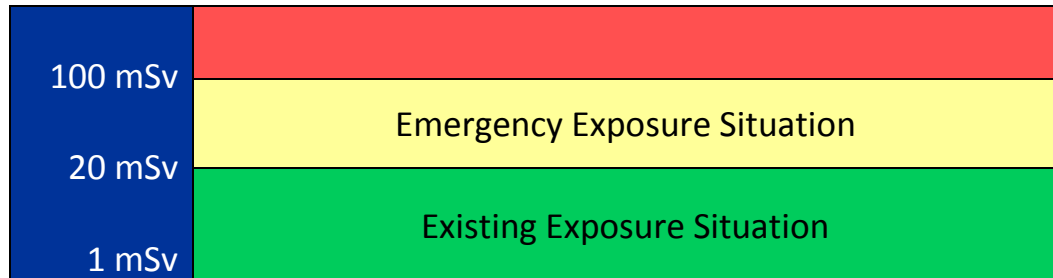 100 mSv
Emergency Exposure Situation
20 mSv
Existing Exposure Situation
1 mSv